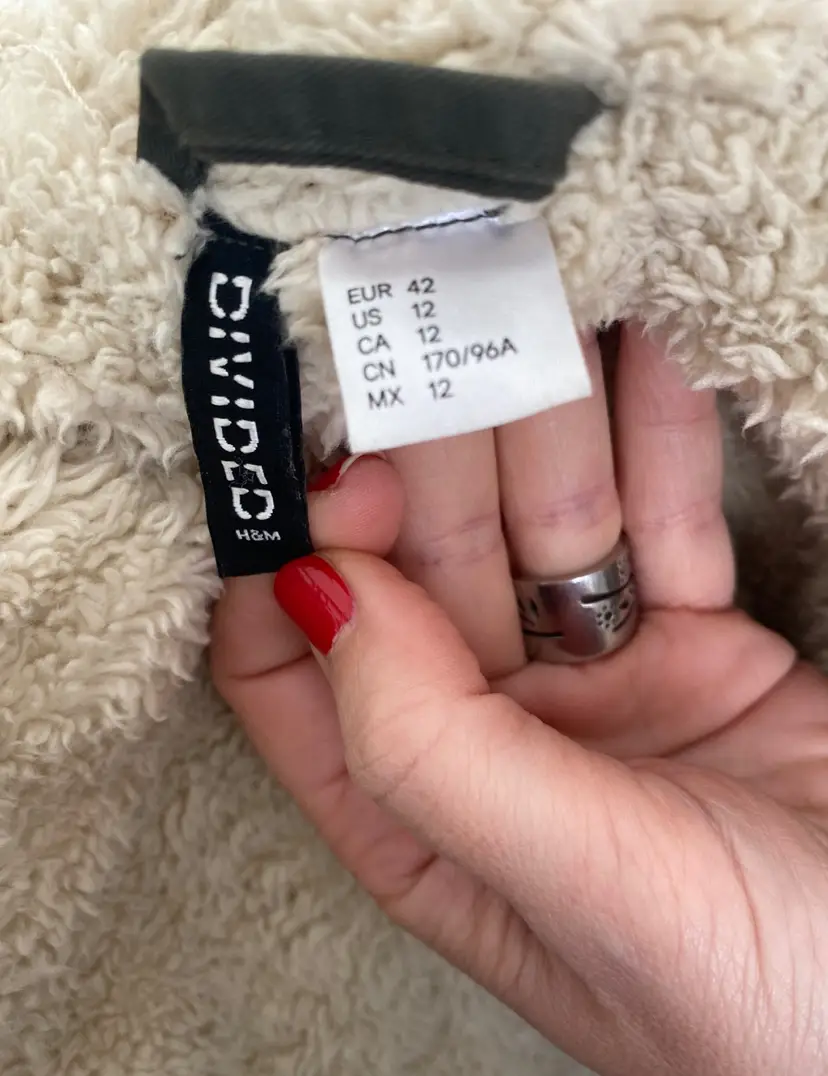 DIVIDED
H&M
EUR 42
US 12
CA 12
CN 170/96A
MX 12